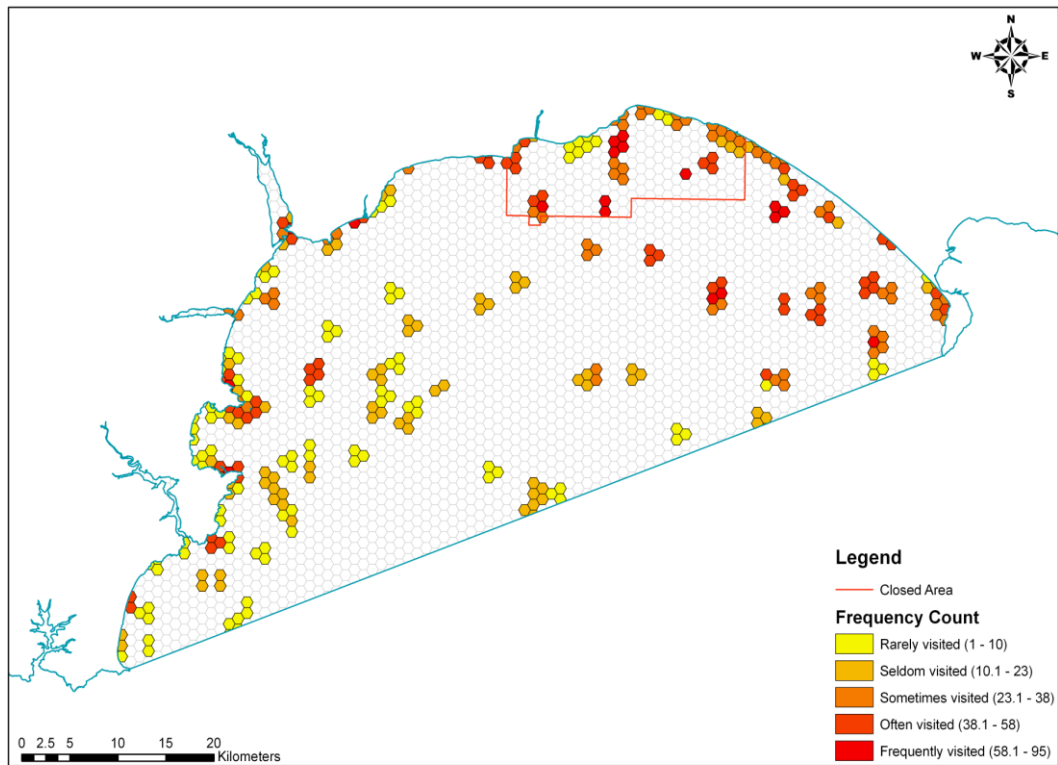 N
W E
S
Legend
Closed Area
Frequency Count
Rarely visited (1 - 10)
Seldom visited (10.1 - 23)
Sometimes visited (23.1 - 38)
Often visited (38.1 - 58)
Frequently visited (58.1 - 95)
0 2.5 5 10 15 20
Kilometers